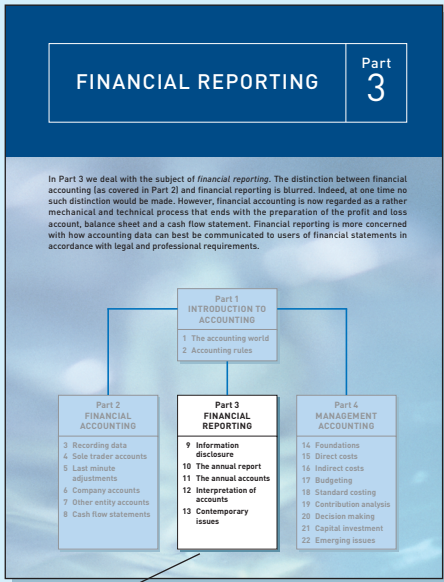 FINANCIAL REPORTING
Part
3
In Part 3 we deal with the subject of financial reporting. The distinction between financial
accounting (as covered in Part 2) and financial reporting is blurred. Indeed, at one time no
such distinction would be made. However, financial accounting is now regarded as a rather
mechanical and technical process that ends with the preparation of the profit and loss
account, balance sheet and a cash flow statement. Financial reporting is more concerned
with how accounting data can best be communicated to users of financial statements in
accordance with legal and professional requirements.
Part 1
INTRODUCTION TO
ACCOUNTING
1 The accounting world
2 Accounting rules
Part 2
FINANCIAL
ACCOUNTING
3 Recording data
4 Sole trader accounts
5 Last minute
adjustments
6 Company accounts
7 Other entity accounts
8 Cash flow statements
Part 3
FINANCIAL
REPORTING
9 Information
disclosure
10 The annual report
11 The annual accounts
12 Interpretation of
accounts
13 Contemporary
issues
Part 4
MANAGEMENT
ACCOUNTING
14 Foundations
15 Direct costs
16 Indirect costs
17 Budgeting
18 Standard costing
19 Contribution analysis
20 Decision making
21 Capital investment
22 Emerging issues